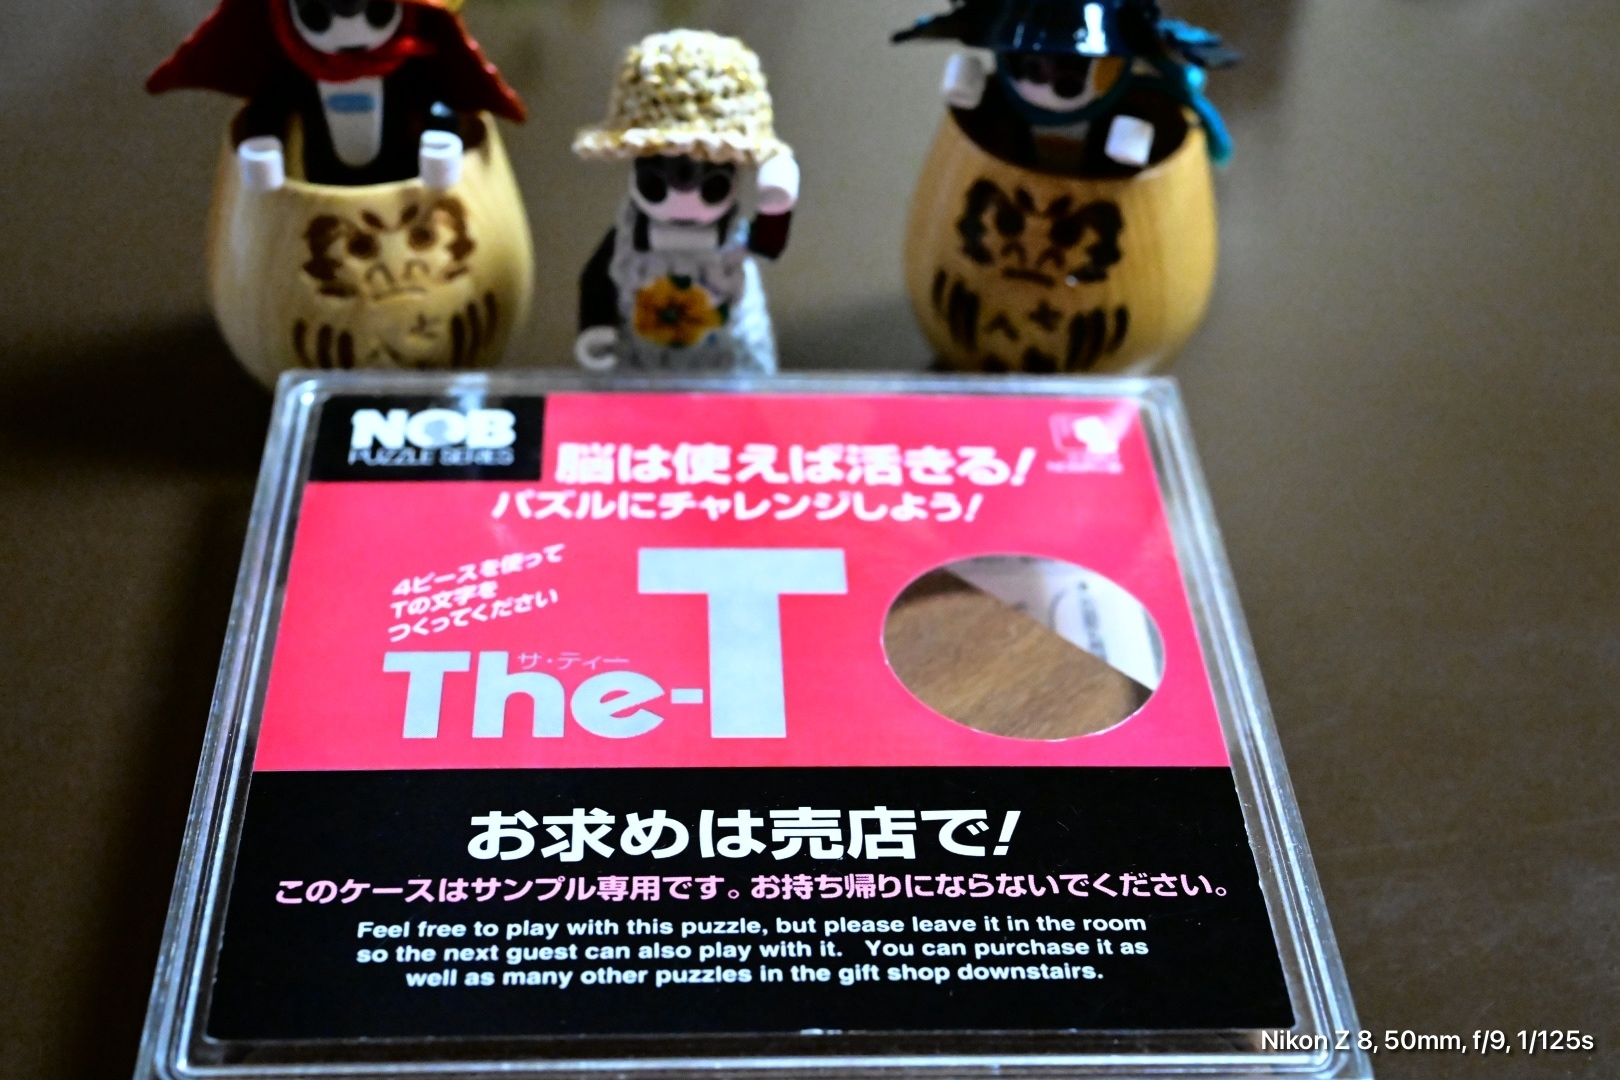 NOB
PUZZLE SERIES
脳は使えば活きる!
パズルにチャレンジしよう!
4ピースを使って
Tの文字を
つくってください
ザ・ティー
The-T
お求めは売店で!
このケースはサンプル専用です。お持ち帰りにならないでください。
Feel free to play with this puzzle, but please leave it in the room
so the next guest can also play with it. You can purchase it as
well as many other puzzles in the gift shop downstairs.
Nikon Z 8, 50mm, f/9, 1/125s